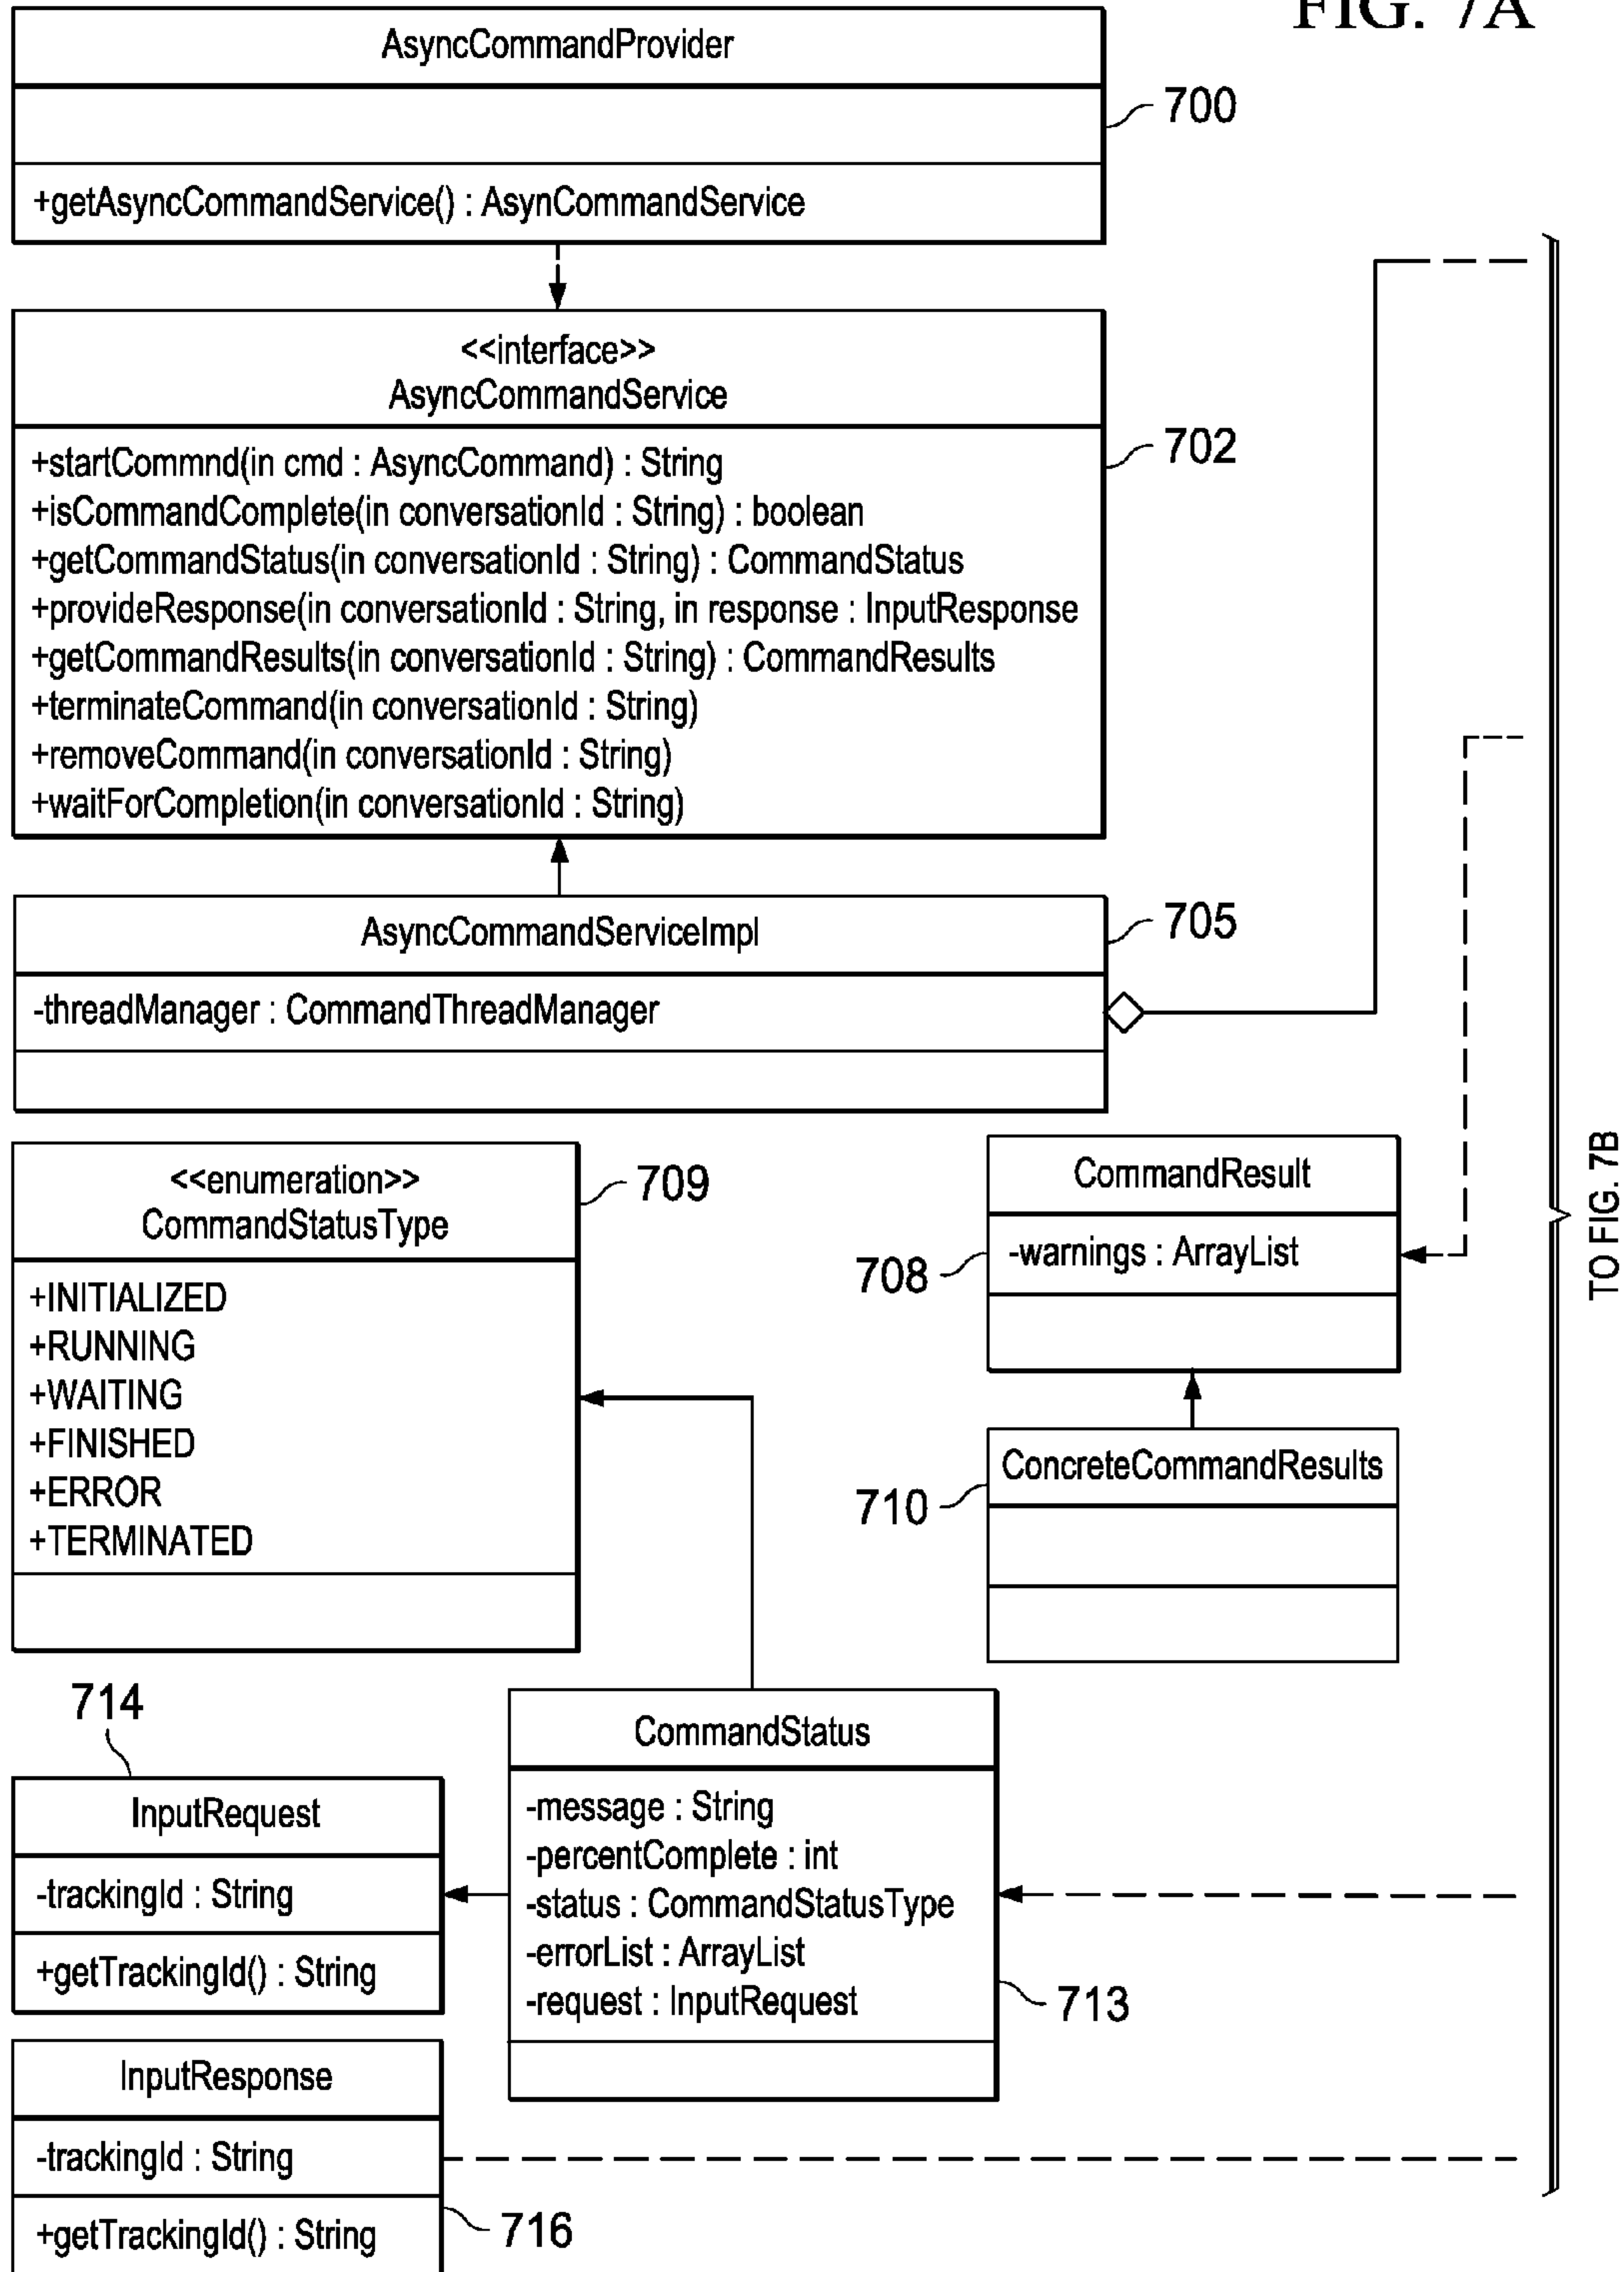 FIG. 7A
AsyncCommandProvider
700
+getAsyncCommandService() : AsynCommandService
<<interface>>
AsyncCommandService
702
+startCommnd(in cmd : AsyncCommand) : String
+isCommandComplete(in conversationId : String) : boolean
+getCommandStatus(in conversationId : String) : CommandStatus
+provideResponse(in conversationId : String, in response : InputResponse
+getCommandResults(in conversationId : String) : CommandResults
+terminateCommand(in conversationId : String)
+removeCommand(in conversationId : String)
+waitForCompletion(in conversationId : String)
AsyncCommandServiceImpl
705
-threadManager : CommandThreadManager
<<enumeration>>
CommandStatusType
709
+INITIALIZED
+RUNNING
+WAITING
+FINISHED
+ERROR
+TERMINATED
CommandResult
708
-warnings : ArrayList
ConcreteCommandResults
710
TO FIG. 7B
714
InputRequest
-trackingId : String
+getTrackingId() : String
CommandStatus
-message : String
-percentComplete : int
-status : CommandStatusType
-errorList : ArrayList
-request : InputRequest
713
InputResponse
-trackingId : String
+getTrackingId() : String
716